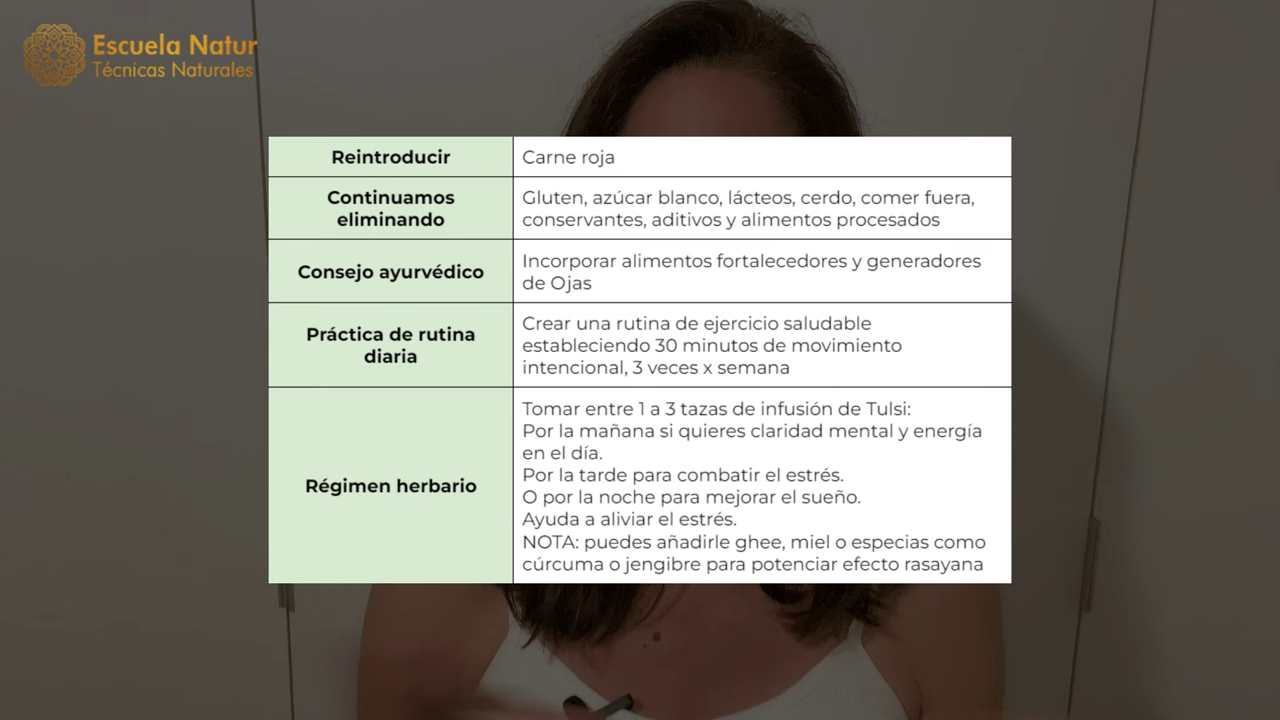 Escuela Natur
Técnicas Naturales
Reintroducir
Carne roja
Continuamos
eliminando
Gluten, azúcar blanco, lácteos, cerdo, comer fuera,
conservantes, aditivos y alimentos procesados
Consejo ayurvédico
Incorporar alimentos fortalecedores y generadores
de Ojas
Práctica de rutina
diaria
Crear una rutina de ejercicio saludable
estableciendo 30 minutos de movimiento
intencional, 3 veces x semana
Régimen herbario
Tomar entre 1 a 3 tazas de infusión de Tulsi:
Por la mañana si quieres claridad mental y energía
en el día.
Por la tarde para combatir el estrés.
O por la noche para mejorar el sueño.
Ayuda a aliviar el estrés.
NOTA: puedes añadirle ghee, miel o especias como
cúrcuma o jengibre para potenciar efecto rasayana